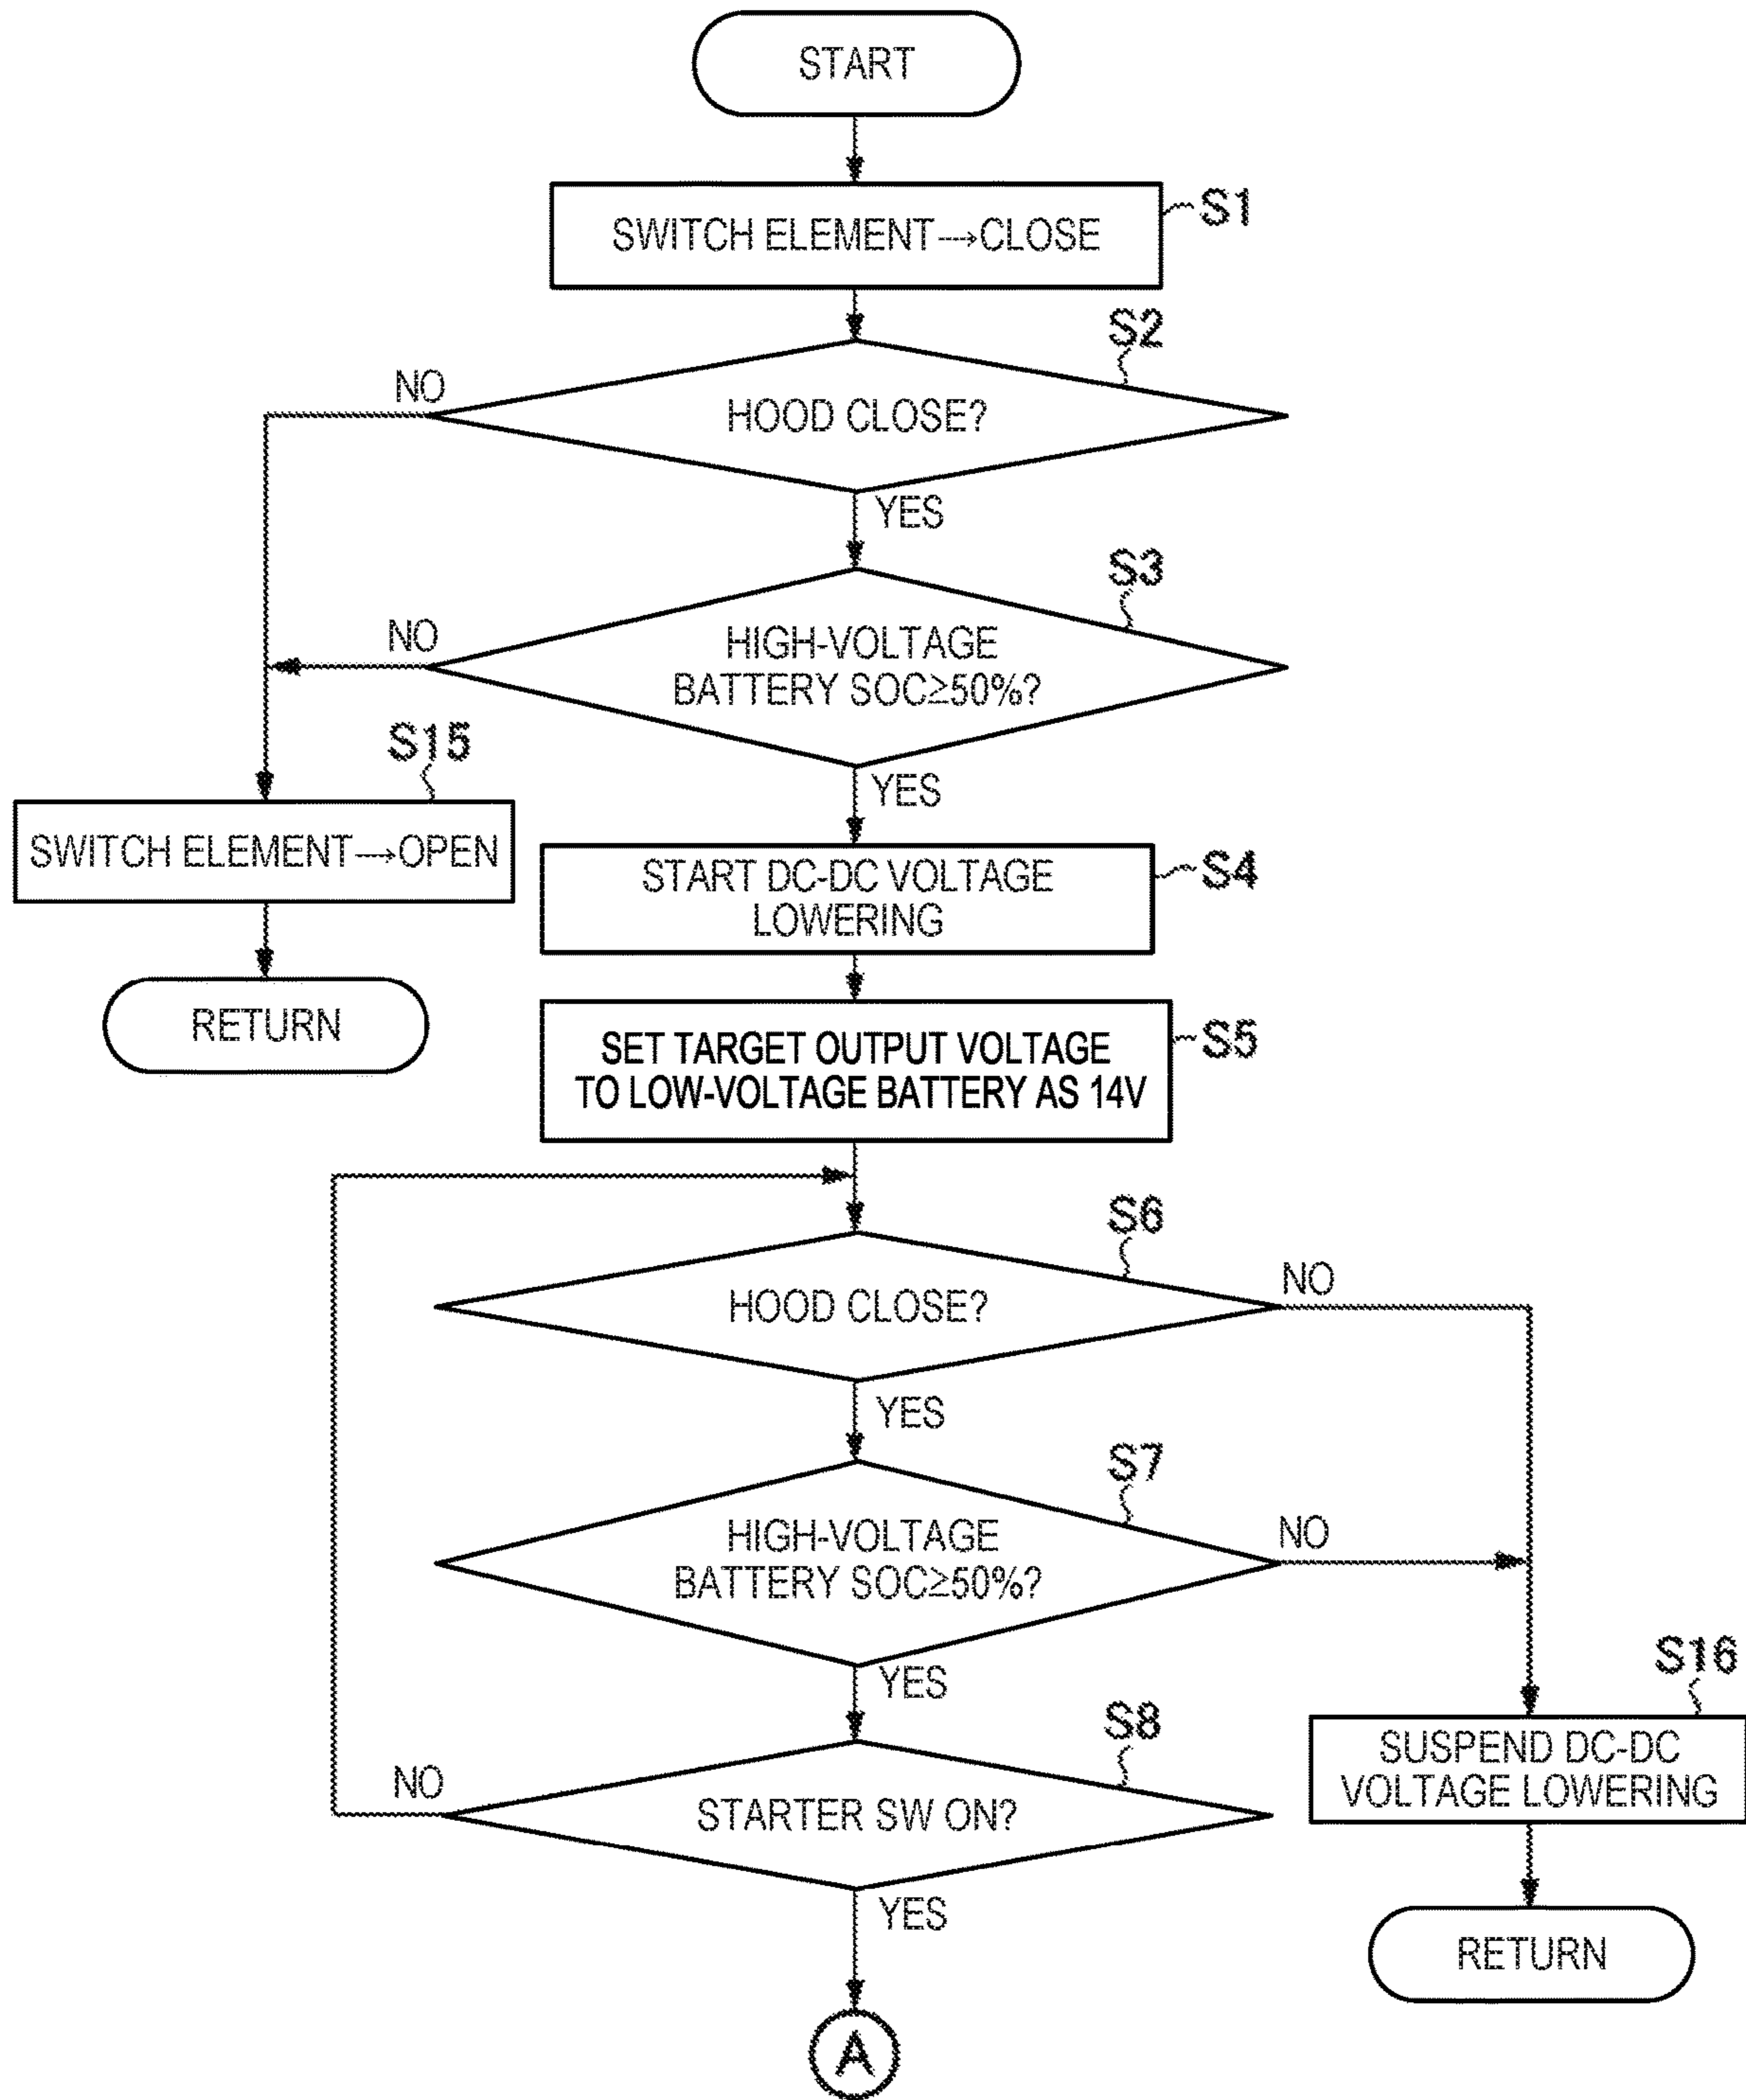 START
SWITCH ELEMENT→CLOSE
S1
S2
HOOD CLOSE?
NO
YES
S3
HIGH-VOLTAGE
BATTERY SOC≥50%?
NO
YES
S15
SWITCH ELEMENT→OPEN
RETURN
START DC-DC VOLTAGE
LOWERING
S4
SET TARGET OUTPUT VOLTAGE
TO LOW-VOLTAGE BATTERY AS 14V
S5
S6
HOOD CLOSE?
NO
YES
S7
HIGH-VOLTAGE
BATTERY SOC≥50%?
NO
YES
S8
STARTER SW ON?
NO
YES
S16
SUSPEND DC-DC
VOLTAGE LOWERING
RETURN
A